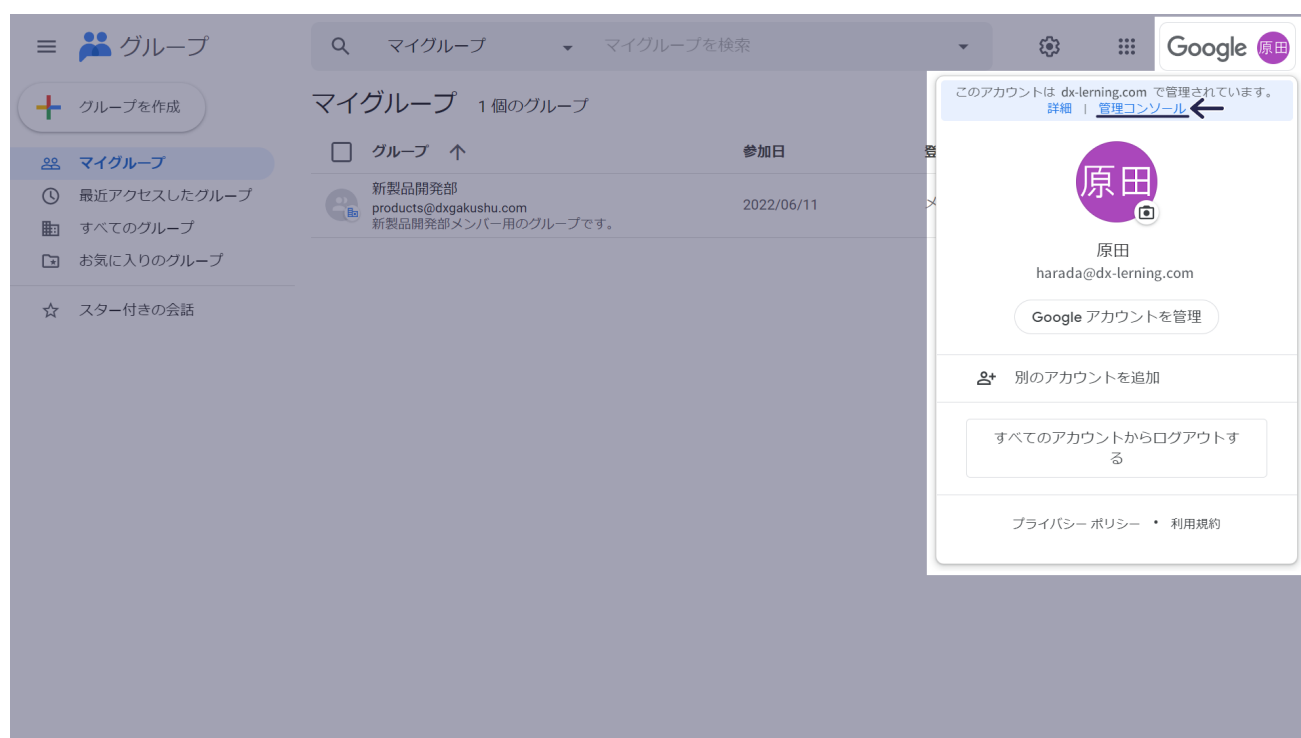 グループ
マイグループ
マイグループを検索
Google 原田
グループを作成
マイグループ
最近アクセスしたグループ
すべてのグループ
お気に入りのグループ
スター付きの会話
マイグループ 1 個のグループ
グループ 参加日 登
新製品開発部
products@dxgakushu.com 2022/06/11 メ
新製品開発部メンバー用のグループです。
このアカウントは dx-lerning.com で管理されています。
詳細 | 管理コンソール
原田
原田
harada@dx-lerning.com
Google アカウントを管理
別のアカウントを追加
すべてのアカウントからログアウトす
る
プライバシー ポリシー • 利用規約